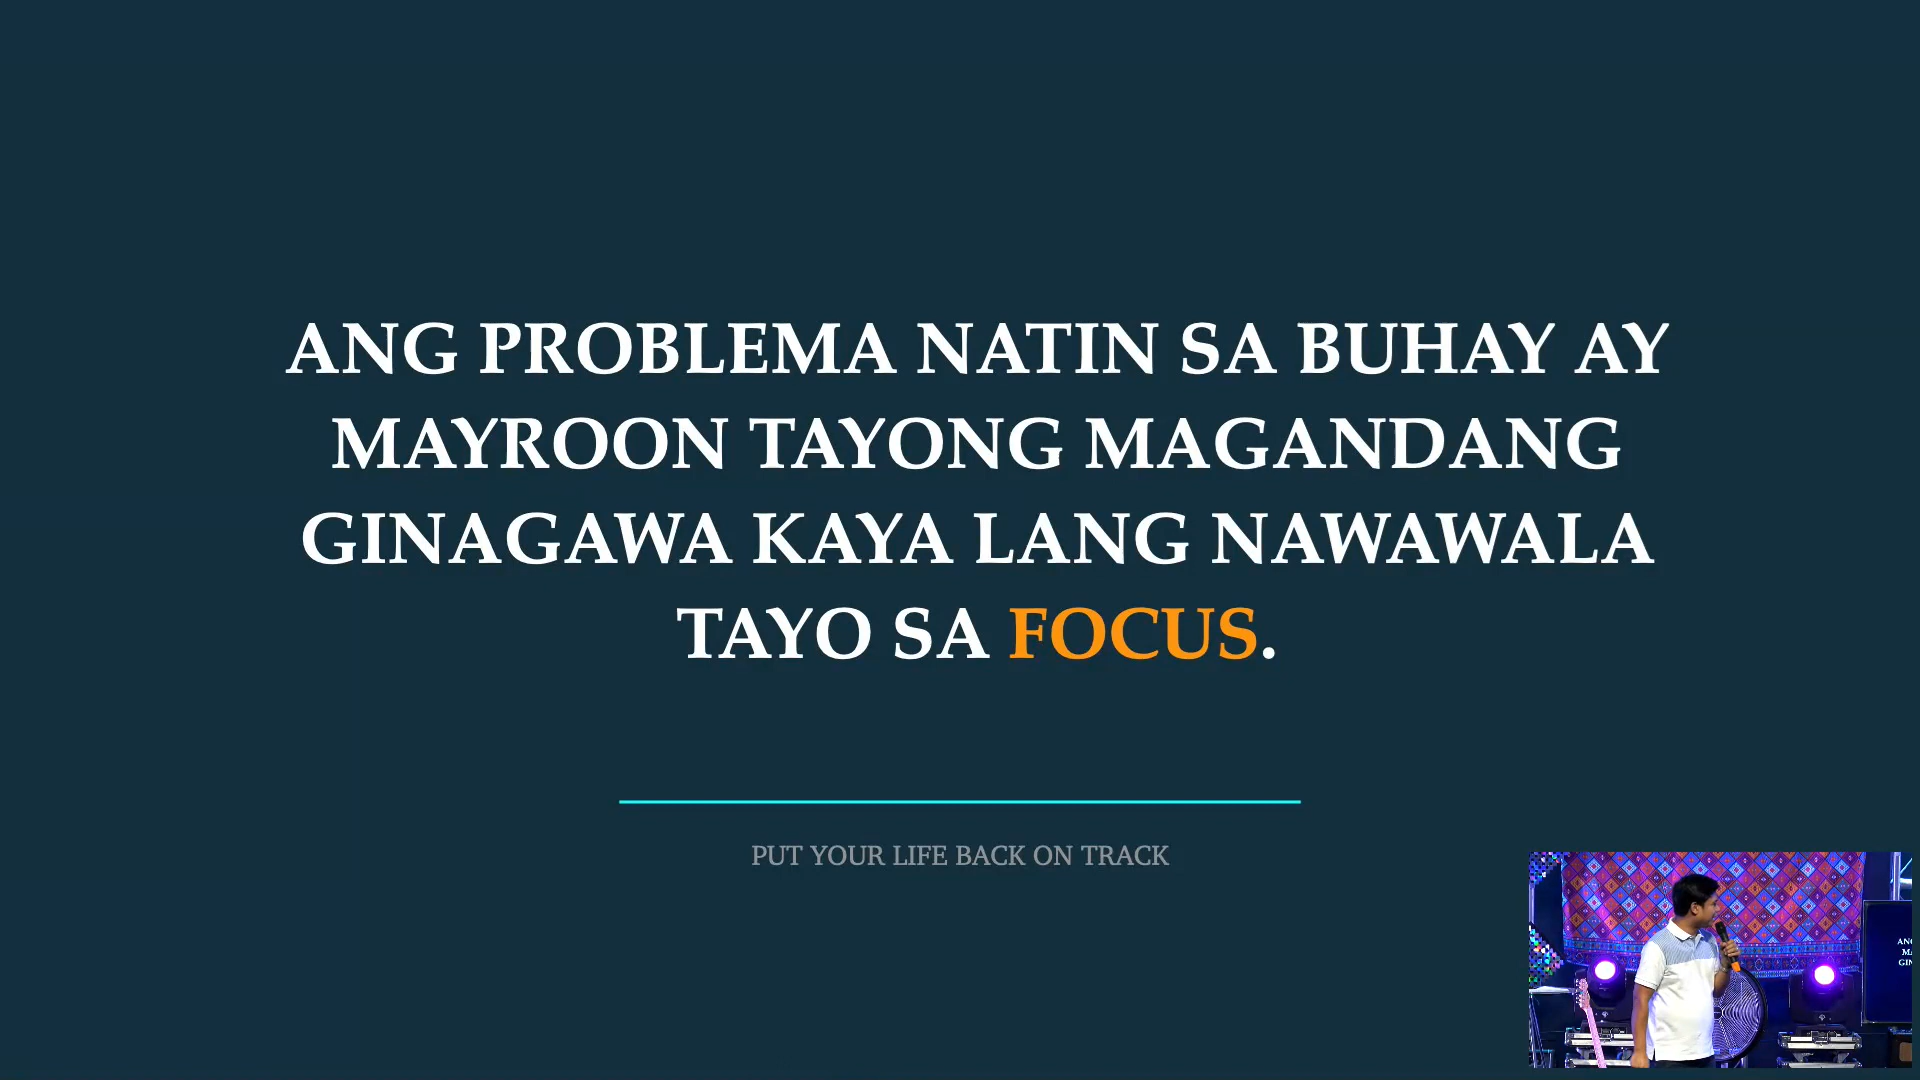 ANG PROBLEMA NATIN SA BUHAY AY
MAYROON TAYONG MAGANDANG
GINAGAWA KAYA LANG NAWAWALA
TAYO SA FOCUS.
PUT YOUR LIFE BACK ON TRACK